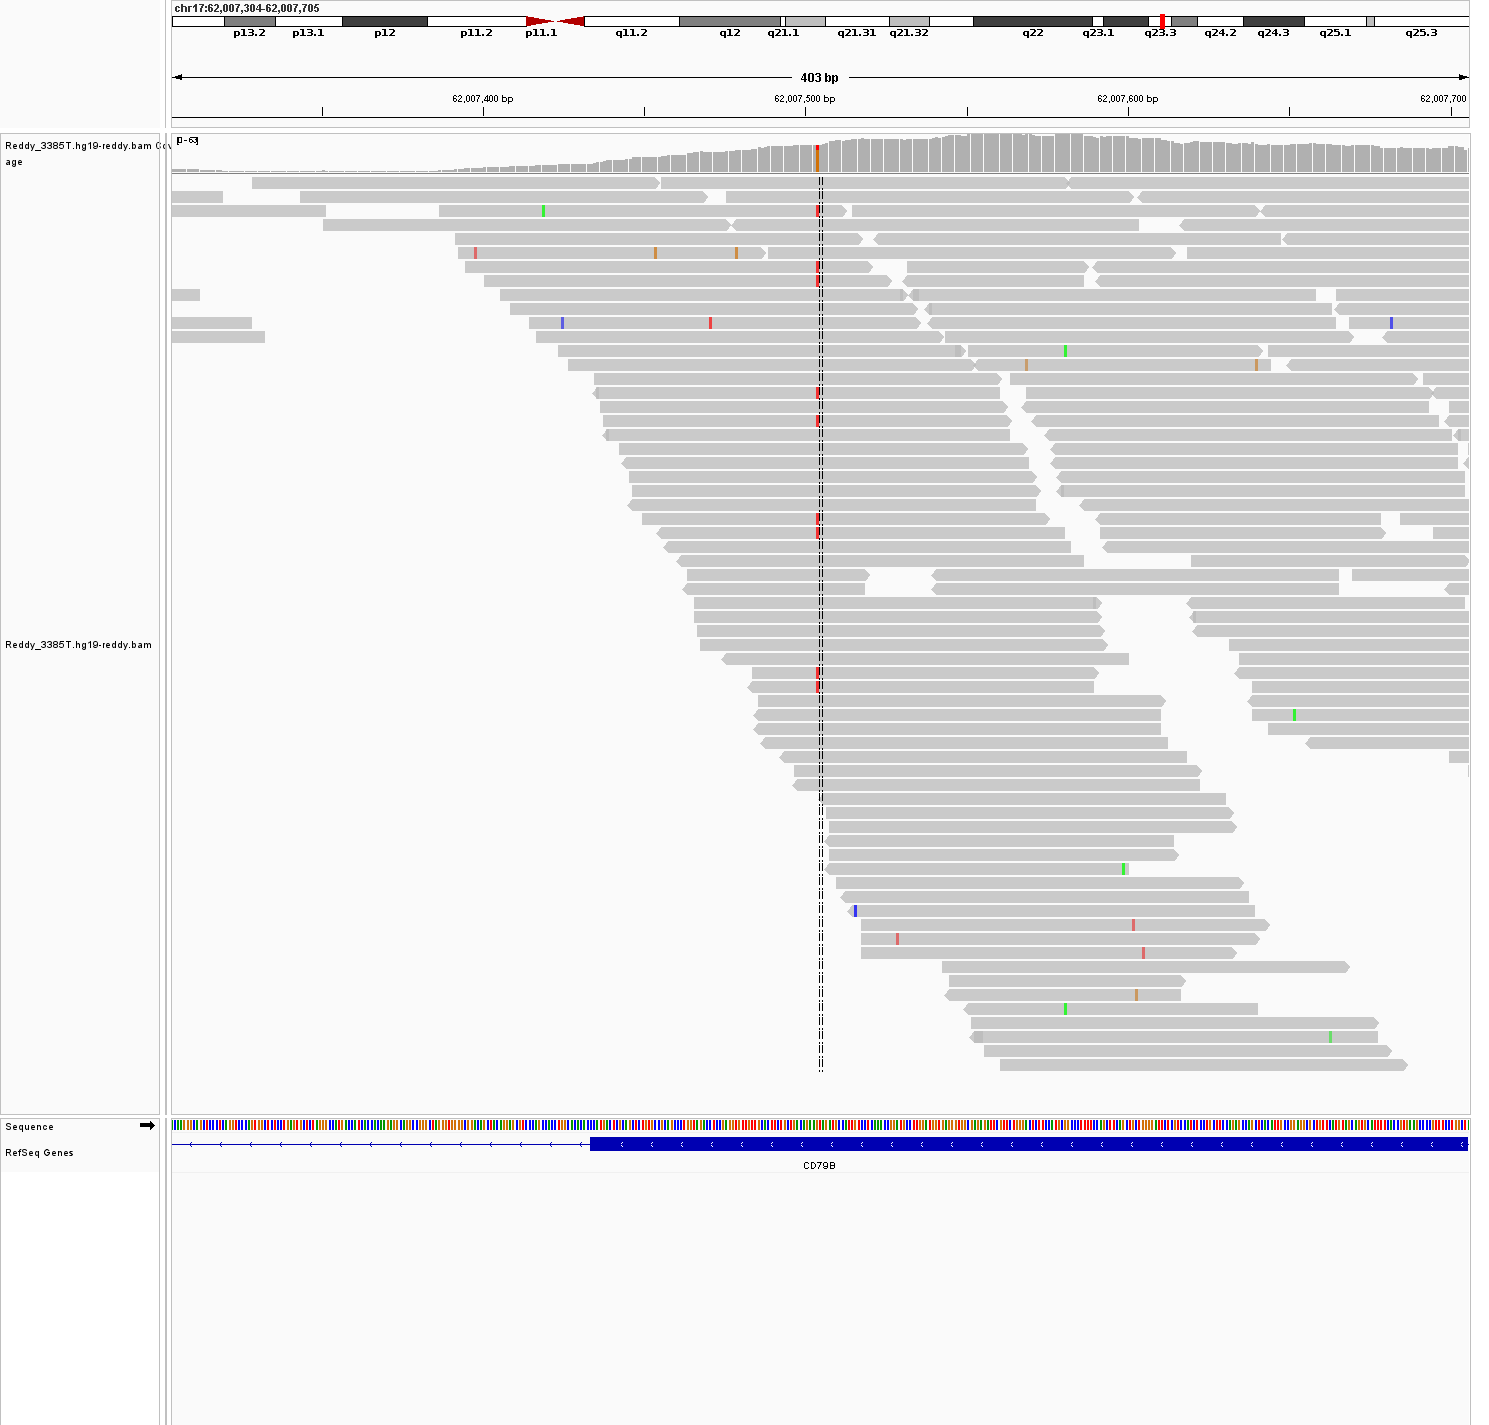 chr17:62,007,304-62,007,705
p13.2 p13.1 p12 p11.2 p11.1 q11.2 q12 q21.1 q21.31 q21.32 q22 q23.1 q23.3 q24.2 q24.3 q25.1 q25.3
403 bp
62,007,400 bp 62,007,500 bp 62,007,600 bp 62,007,700
[0-63]
Reddy_3385T.hg19-reddy.bam Cov
age
Reddy_3385T.hg19-reddy.bam
Sequence
RefSeq Genes
CD79B